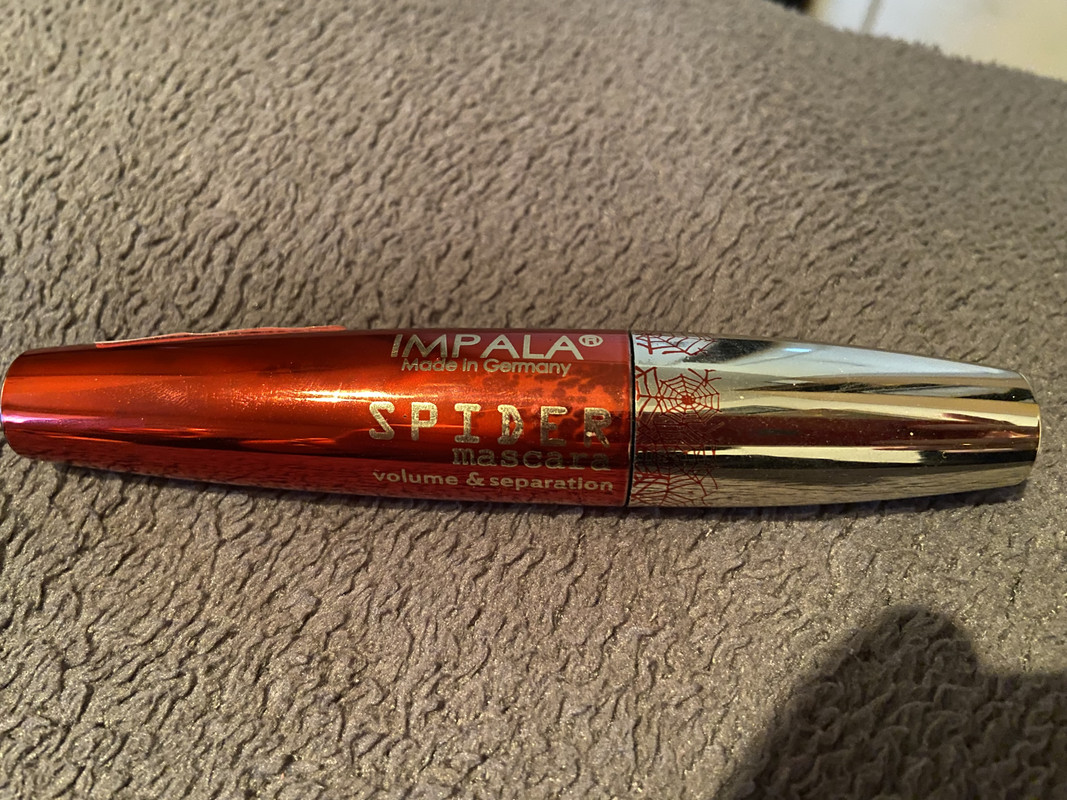 IMPALA®
Made in Germany
SPIDER
mascara
volume & separation